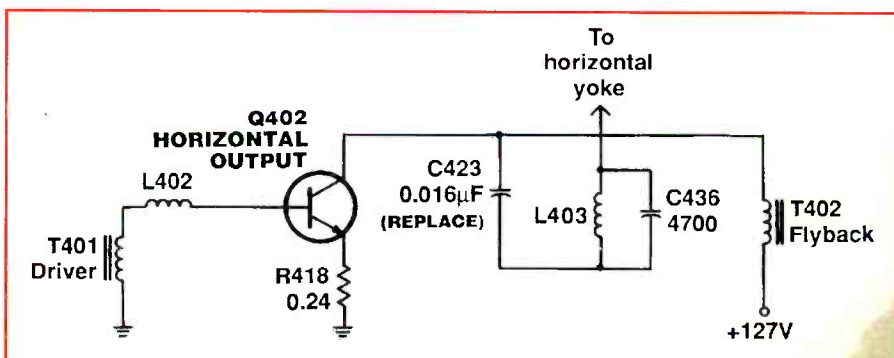 To
horizontal
yoke
Q402
HORIZONTAL
OUTPUT
L402
T401
Driver
R418
0.24
C423
0.016µF
(REPLACE)
L403
C436
4700
T402
Flyback
+127V